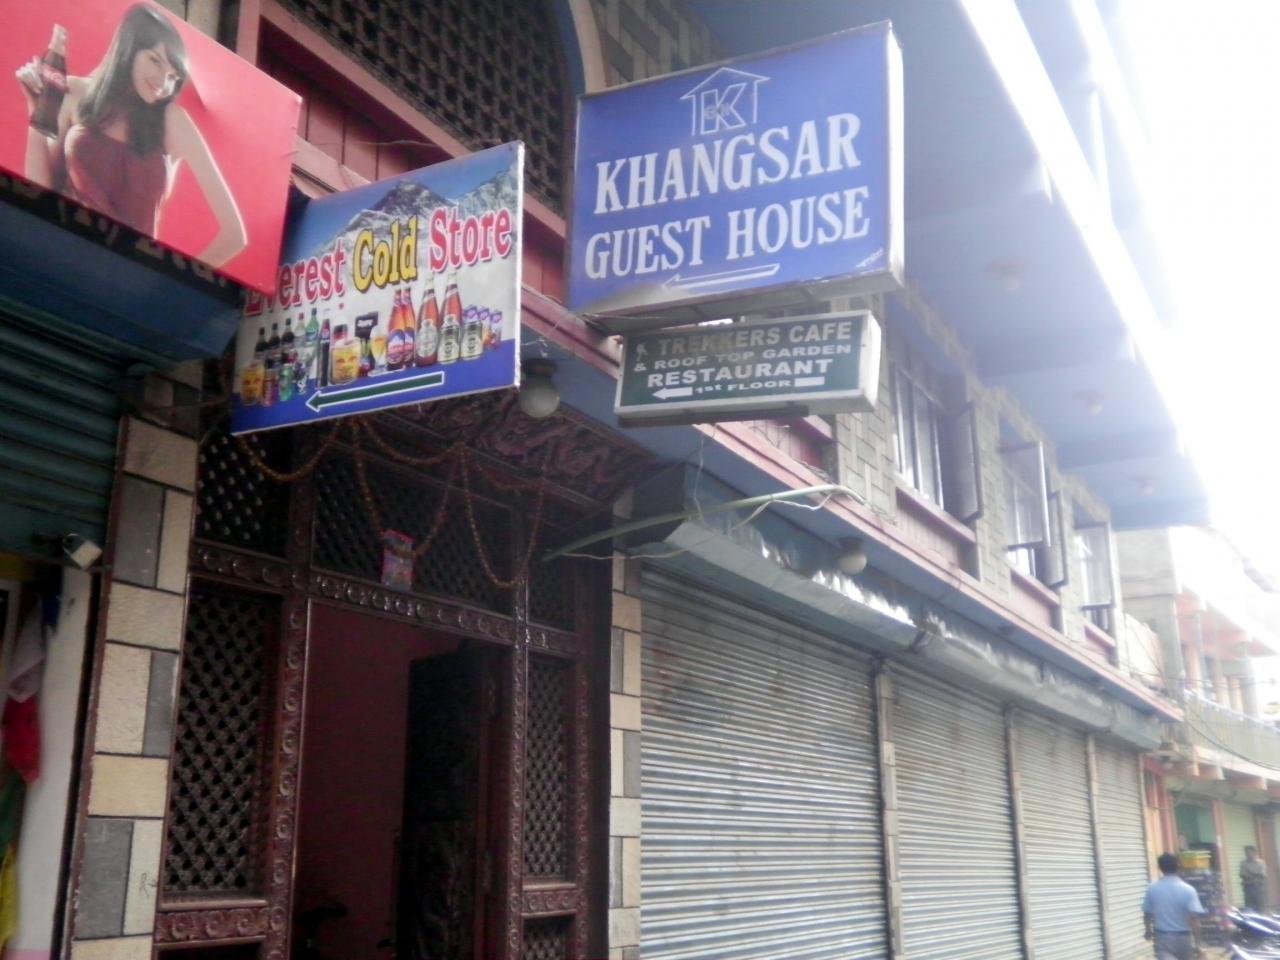 Everest Cold Store
K
KHANGSAR
GUEST HOUSE
TREKKERS CAFE
& ROOF TOP GARDEN
RESTAURANT
1st FLOOR